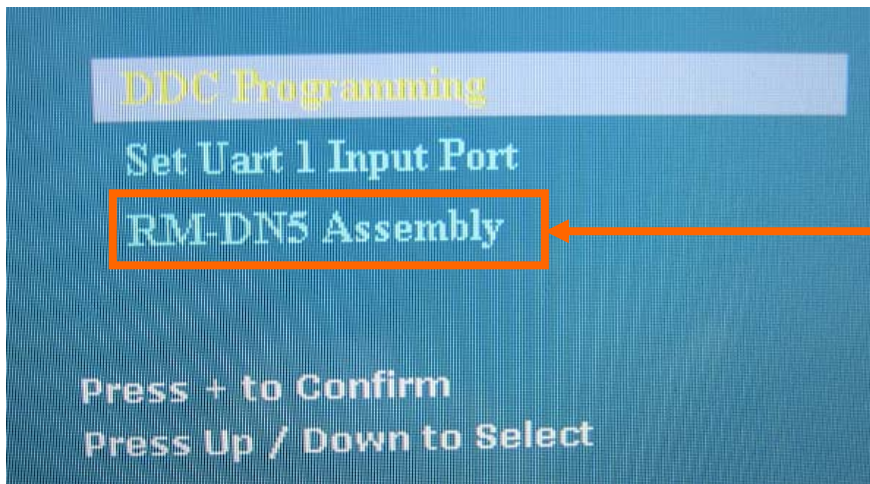 DDC Programming
Set Uart 1 Input Port
RM-DN5 Assembly
Press + to Confirm
Press Up / Down to Select